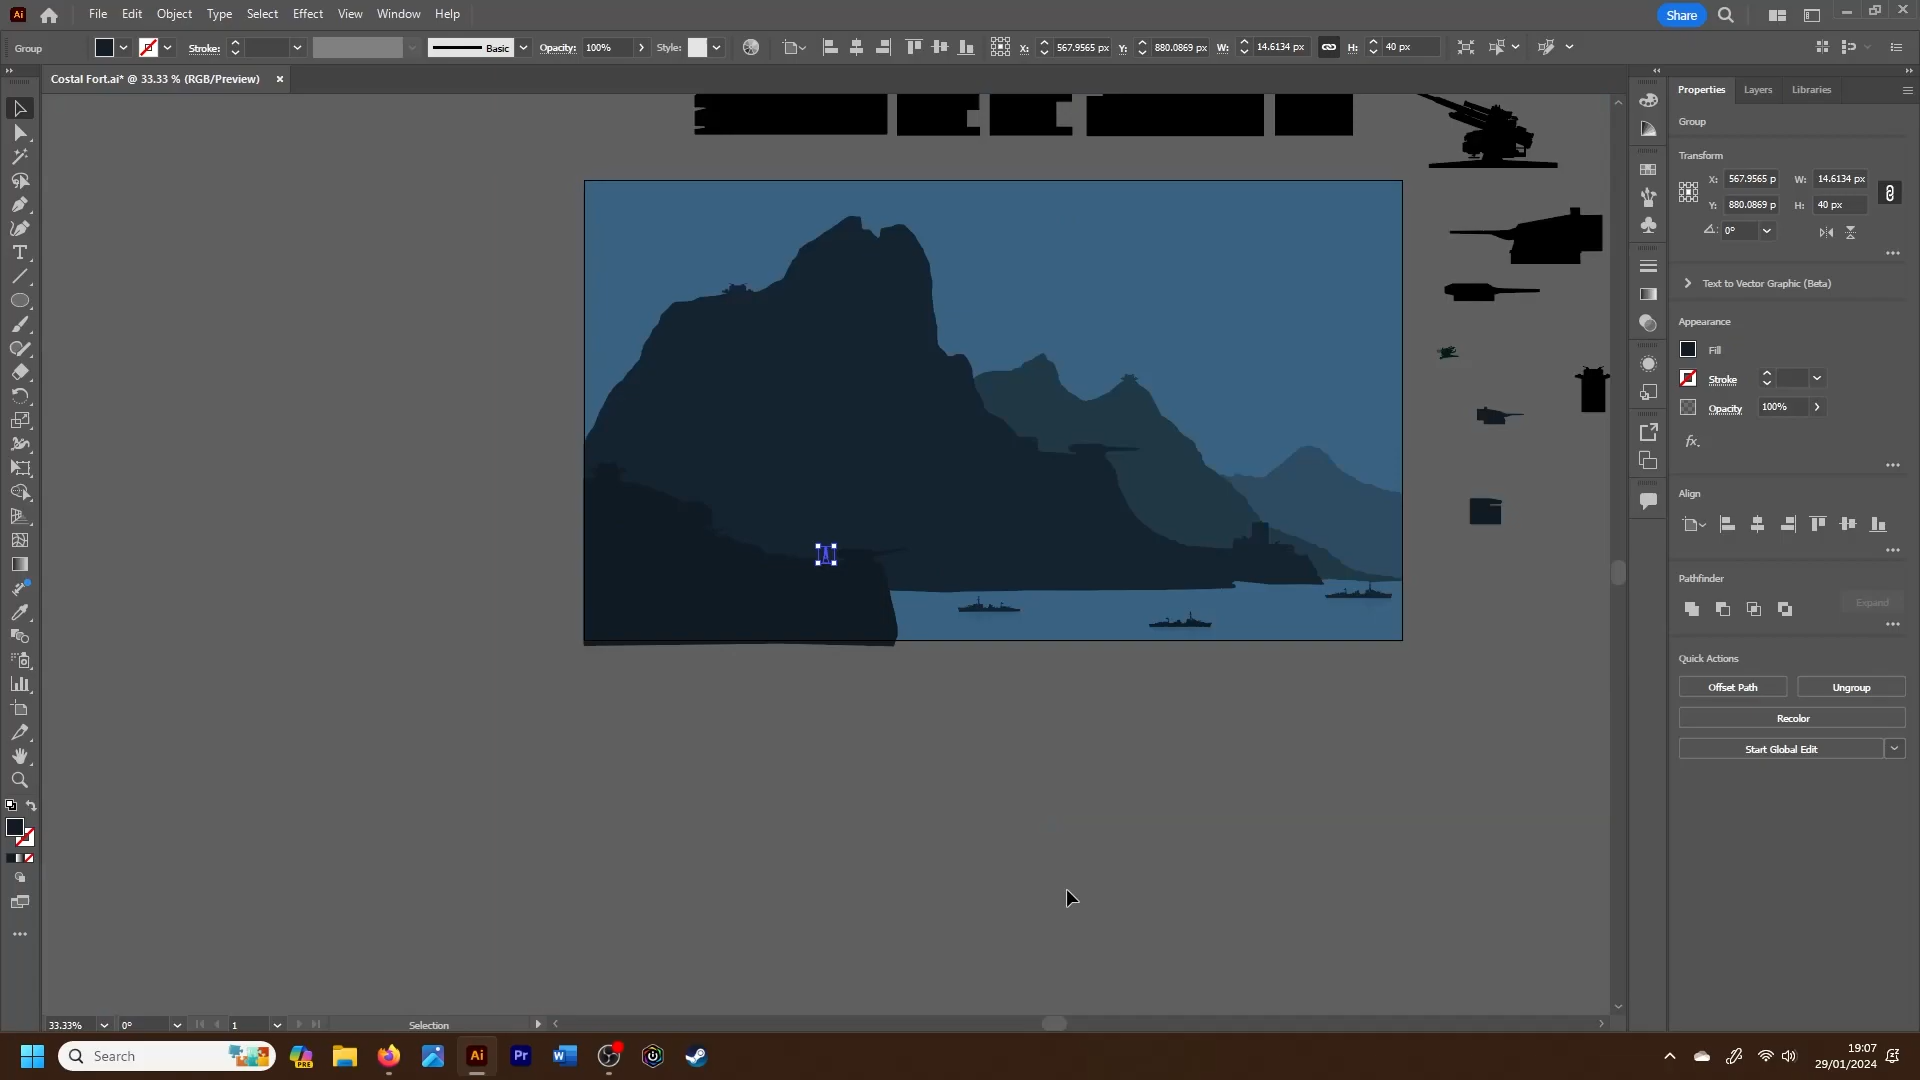 Ai File Edit Object Type Select Effect View Window Help Share
Group Stroke: Basic Opacity: 100% Style: X: 567.9565 px Y: 880.0869 px W: 14.6134 px H: 40 px
Costal Fort.ai* @ 33.33 % (RGB/Preview) ×
Properties Layers Libraries
Group
Transform
X: 567.9565 p W: 14.6134 px
Y: 880.0869 p H: 40 px
0°
Text to Vector Graphic (Beta)
Appearance
Fill
Stroke
Opacity 100%
fx.
Align
Pathfinder
Expand
Quick Actions
Offset Path Ungroup
Recolor
Start Global Edit
33.33% 0° 1 Selection
Search PRE Ai Pr W 19:07
29/01/2024